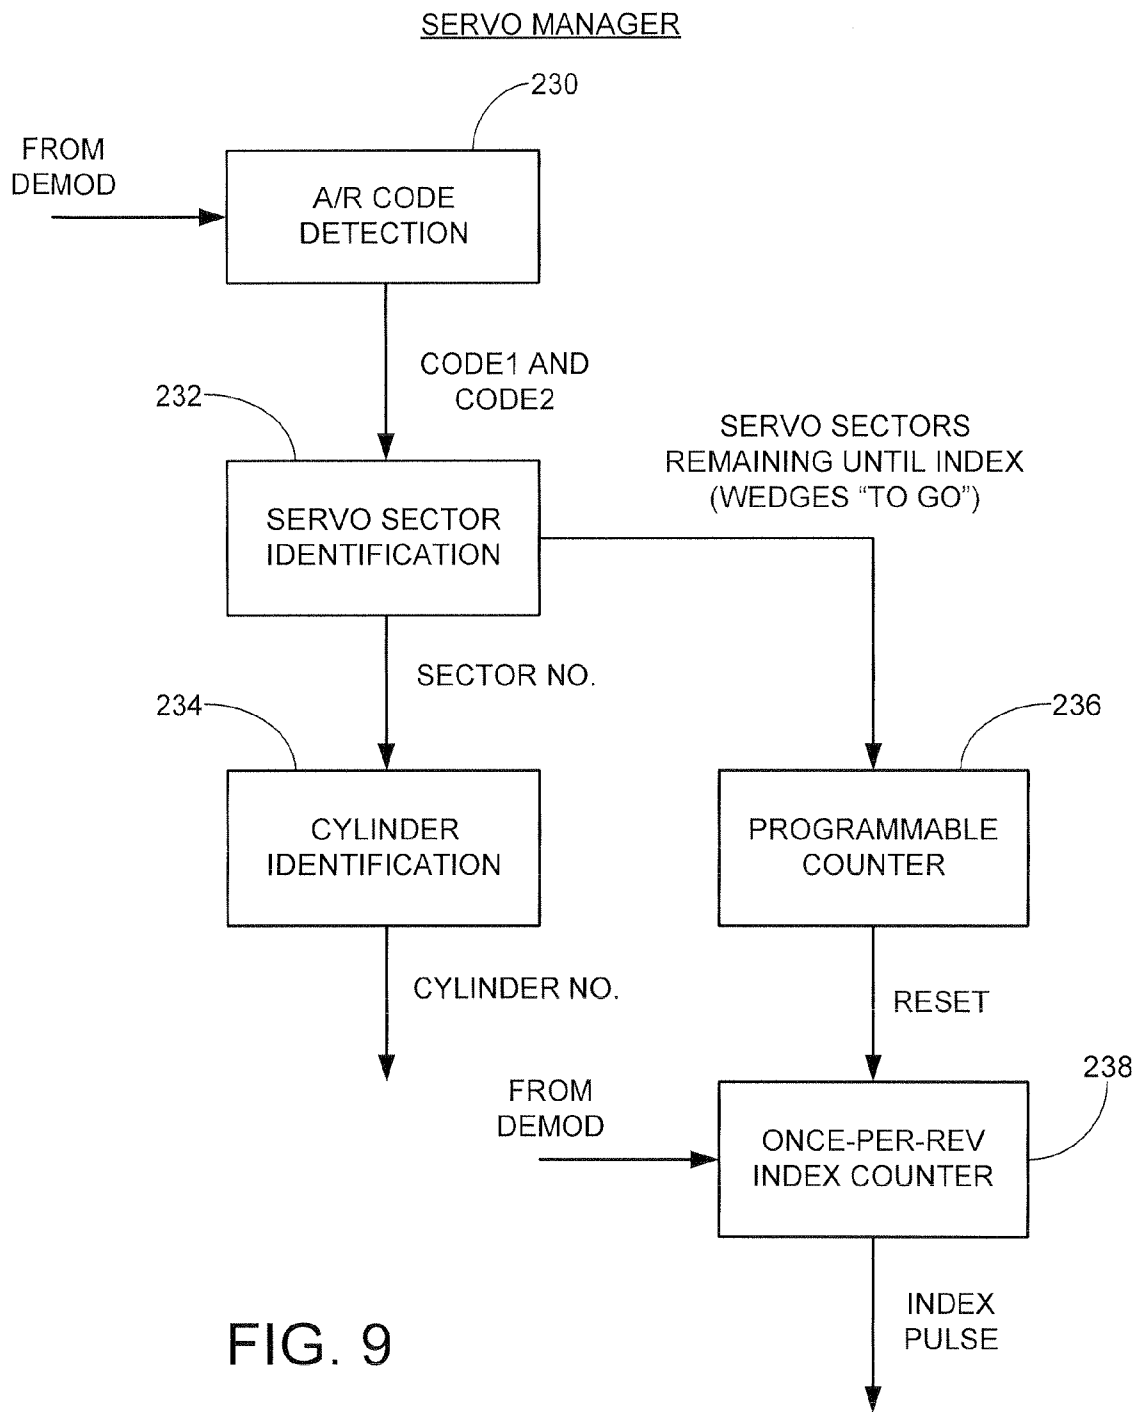 SERVO MANAGER
230
FROM
DEMOD
A/R CODE
DETECTION
CODE1 AND
CODE2
232
SERVO SECTORS
REMAINING UNTIL INDEX
(WEDGES “TO GO”)
SERVO SECTOR
IDENTIFICATION
SECTOR NO.
234
236
CYLINDER
IDENTIFICATION
PROGRAMMABLE
COUNTER
CYLINDER NO.
RESET
238
FROM
DEMOD
ONCE-PER-REV
INDEX COUNTER
INDEX
PULSE
FIG. 9